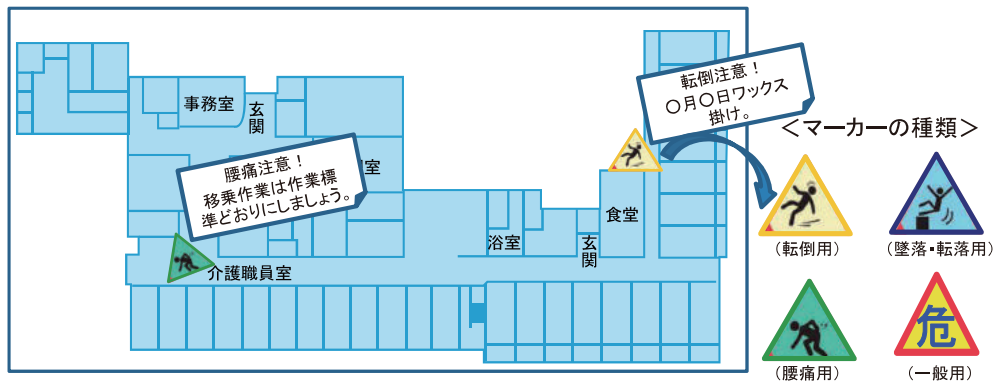 事務室
玄関
腰痛注意！
移乗作業は作業標
準どおりにしましょう。
室
介護職員室
浴室
玄関
食堂
転倒注意！
〇月〇日ワックス
掛け。
＜マーカーの種類＞
（転倒用）
（墜落・転落用）
（腰痛用）
危
（一般用）